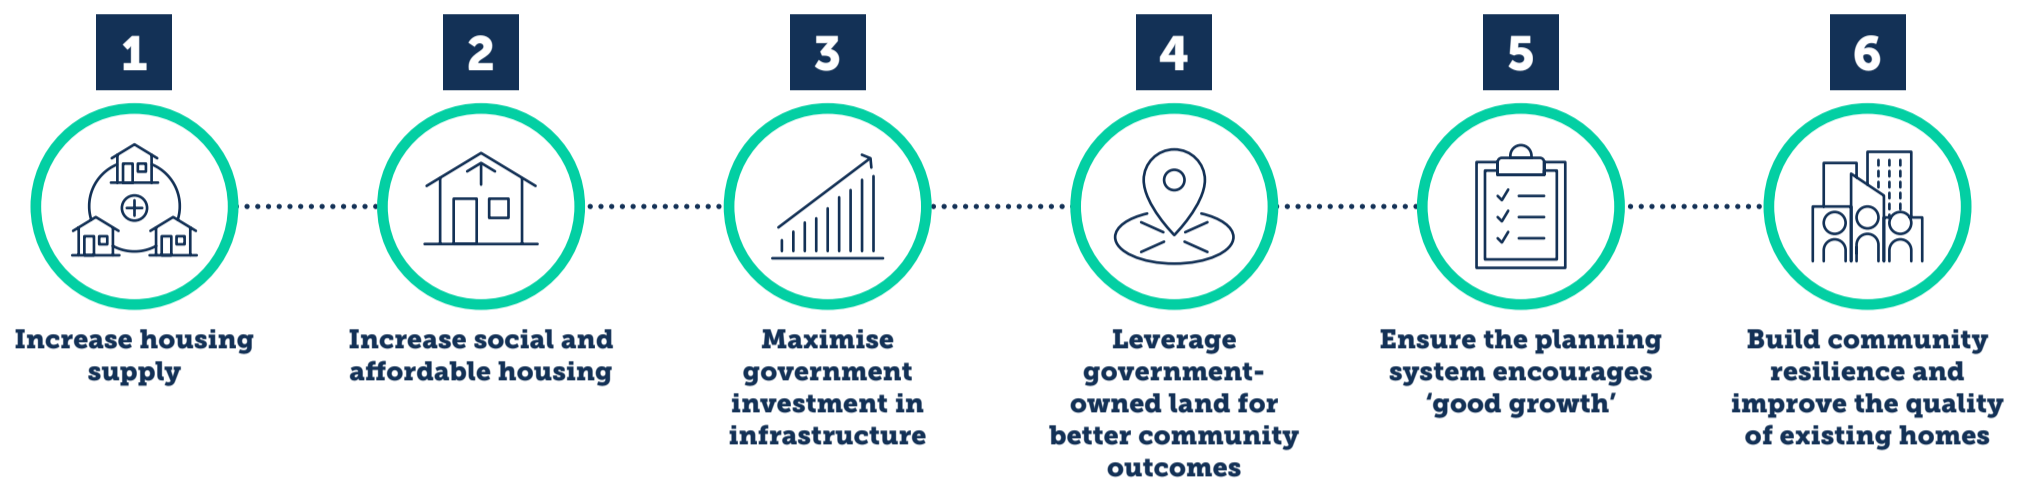 1
Increase housing
supply
2
Increase social and
affordable housing
3
Maximise
government
investment in
infrastructure
4
Leverage
government-
owned land for
better community
outcomes
5
Ensure the planning
system encourages
‘good growth’
6
Build community
resilience and
improve the quality
of existing homes